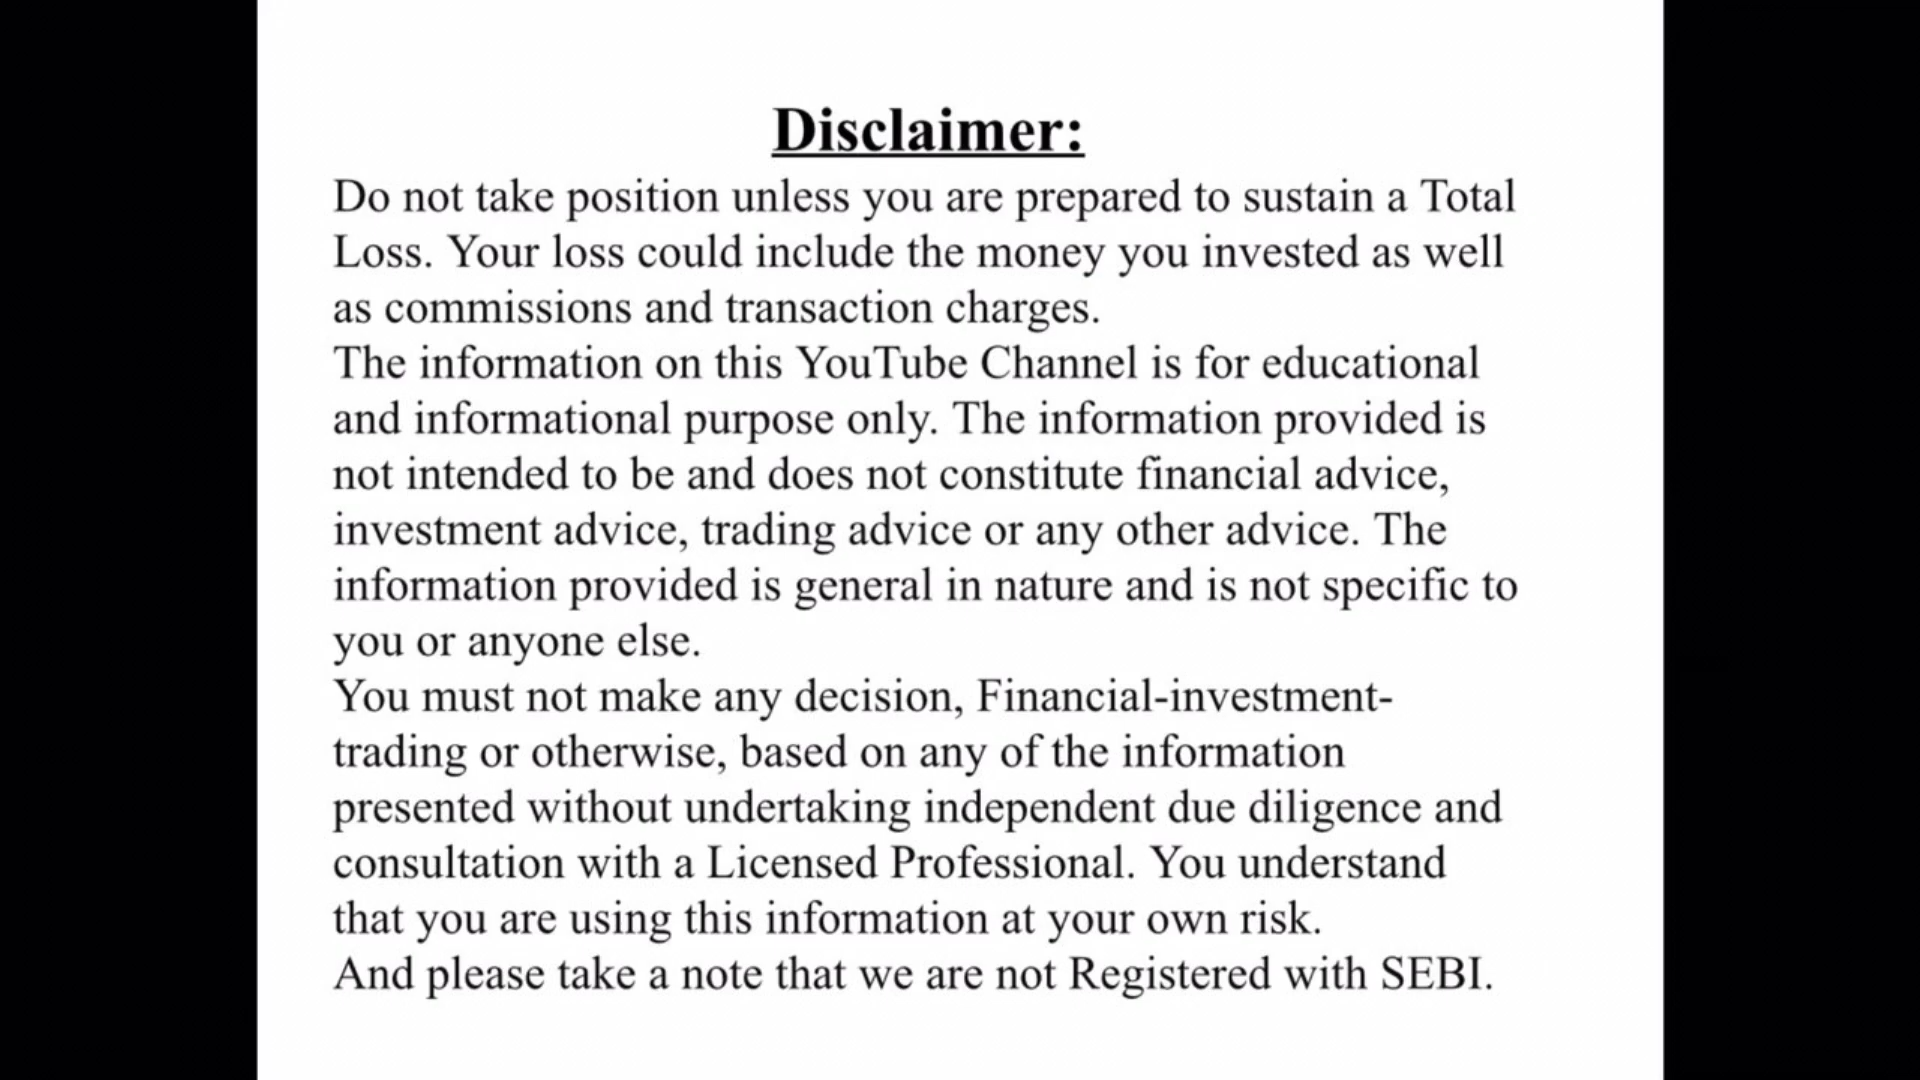 Disclaimer:
Do not take position unless you are prepared to sustain a Total
Loss. Your loss could include the money you invested as well
as commissions and transaction charges.
The information on this YouTube Channel is for educational
and informational purpose only. The information provided is
not intended to be and does not constitute financial advice,
investment advice, trading advice or any other advice. The
information provided is general in nature and is not specific to
you or anyone else.
You must not make any decision, Financial-investment-
trading or otherwise, based on any of the information
presented without undertaking independent due diligence and
consultation with a Licensed Professional. You understand
that you are using this information at your own risk.
And please take a note that we are not Registered with SEBI.